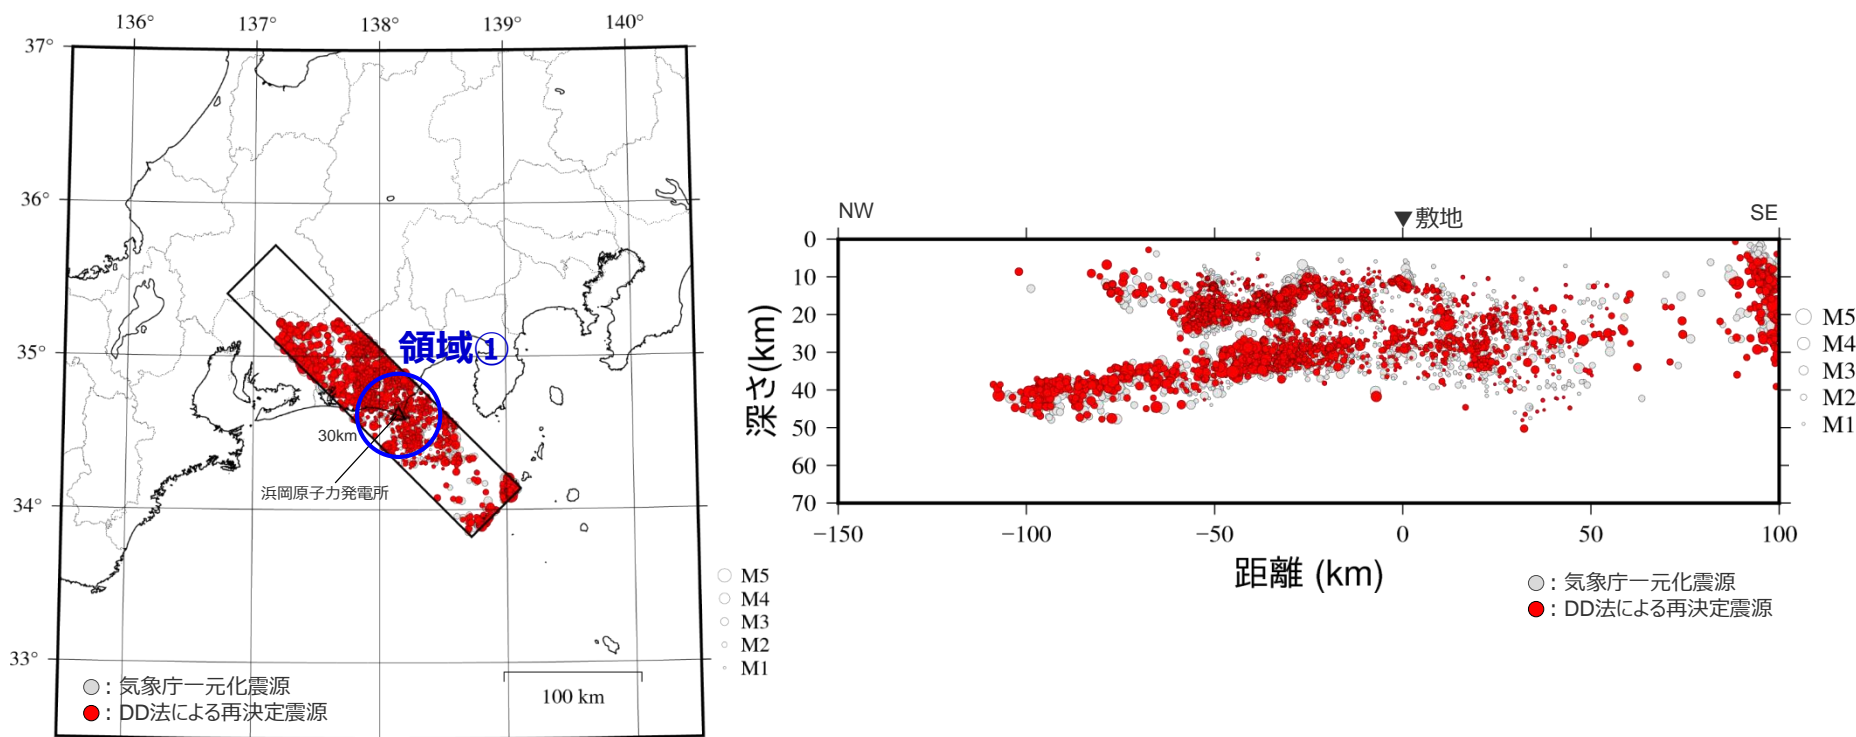 136°
137°
138°
139°
140°
37°
36°
35°
34°
33°
領域①
30km
浜岡原子力発電所
M5
M4
M3
M2
M1
100 km
：気象庁一元化震源
：DD法による再決定震源
NW
▼敷地
SE
0
10
20
30
40
50
60
70
深さ(km)
−150
−100
−50
0
50
100
距離 (km)
M5
M4
M3
M2
M1
：気象庁一元化震源
：DD法による再決定震源